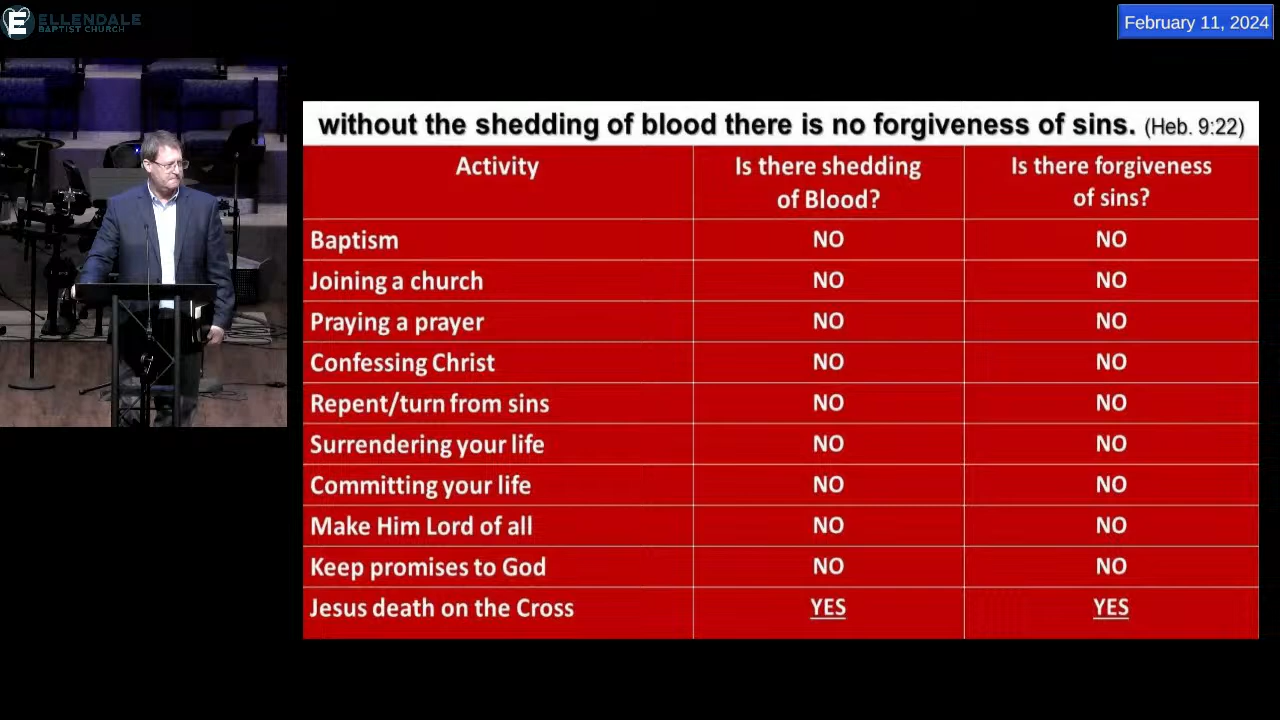 ELLENDALE
BAPTIST CHURCH
February 11, 2024
without the shedding of blood there is no forgiveness of sins. (Heb. 9:22)
Activity
Is there shedding
of Blood?
Is there forgiveness
of sins?
Baptism NO NO
Joining a church NO NO
Praying a prayer NO NO
Confessing Christ NO NO
Repent/turn from sins NO NO
Surrendering your life NO NO
Committing your life NO NO
Make Him Lord of all NO NO
Keep promises to God NO NO
Jesus death on the Cross YES YES